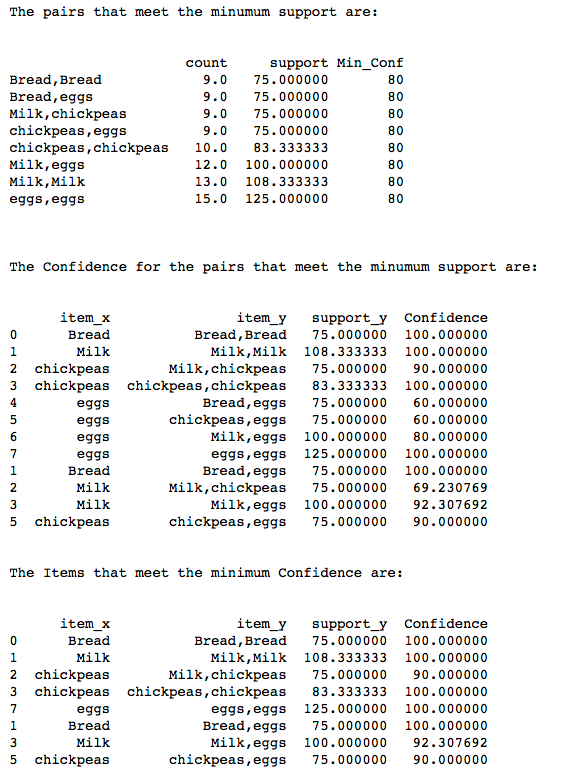 The pairs that meet the minumum support are:
count support Min_Conf
Bread,Bread 9.0 75.000000 80
Bread,eggs 9.0 75.000000 80
Milk,chickpeas 9.0 75.000000 80
chickpeas,eggs 9.0 75.000000 80
chickpeas,chickpeas 10.0 83.333333 80
Milk,eggs 12.0 100.000000 80
Milk,Milk 13.0 108.333333 80
eggs,eggs 15.0 125.000000 80
The Confidence for the pairs that meet the minumum support are:
item_x item_y support_y Confidence
0 Bread Bread,Bread 75.000000 100.000000
1 Milk Milk,Milk 108.333333 100.000000
2 chickpeas Milk,chickpeas 75.000000 90.000000
3 chickpeas chickpeas,chickpeas 83.333333 100.000000
4 eggs Bread,eggs 75.000000 60.000000
5 eggs chickpeas,eggs 75.000000 60.000000
6 eggs Milk,eggs 100.000000 80.000000
7 eggs eggs,eggs 125.000000 100.000000
1 Bread Bread,eggs 75.000000 100.000000
2 Milk Milk,chickpeas 75.000000 69.230769
3 Milk Milk,eggs 100.000000 92.307692
5 chickpeas chickpeas,eggs 75.000000 90.000000
The Items that meet the minimum Confidence are:
item_x item_y support_y Confidence
0 Bread Bread,Bread 75.000000 100.000000
1 Milk Milk,Milk 108.333333 100.000000
2 chickpeas Milk,chickpeas 75.000000 90.000000
3 chickpeas chickpeas,chickpeas 83.333333 100.000000
7 eggs eggs,eggs 125.000000 100.000000
1 Bread Bread,eggs 75.000000 100.000000
3 Milk Milk,eggs 100.000000 92.307692
5 chickpeas chickpeas,eggs 75.000000 90.000000